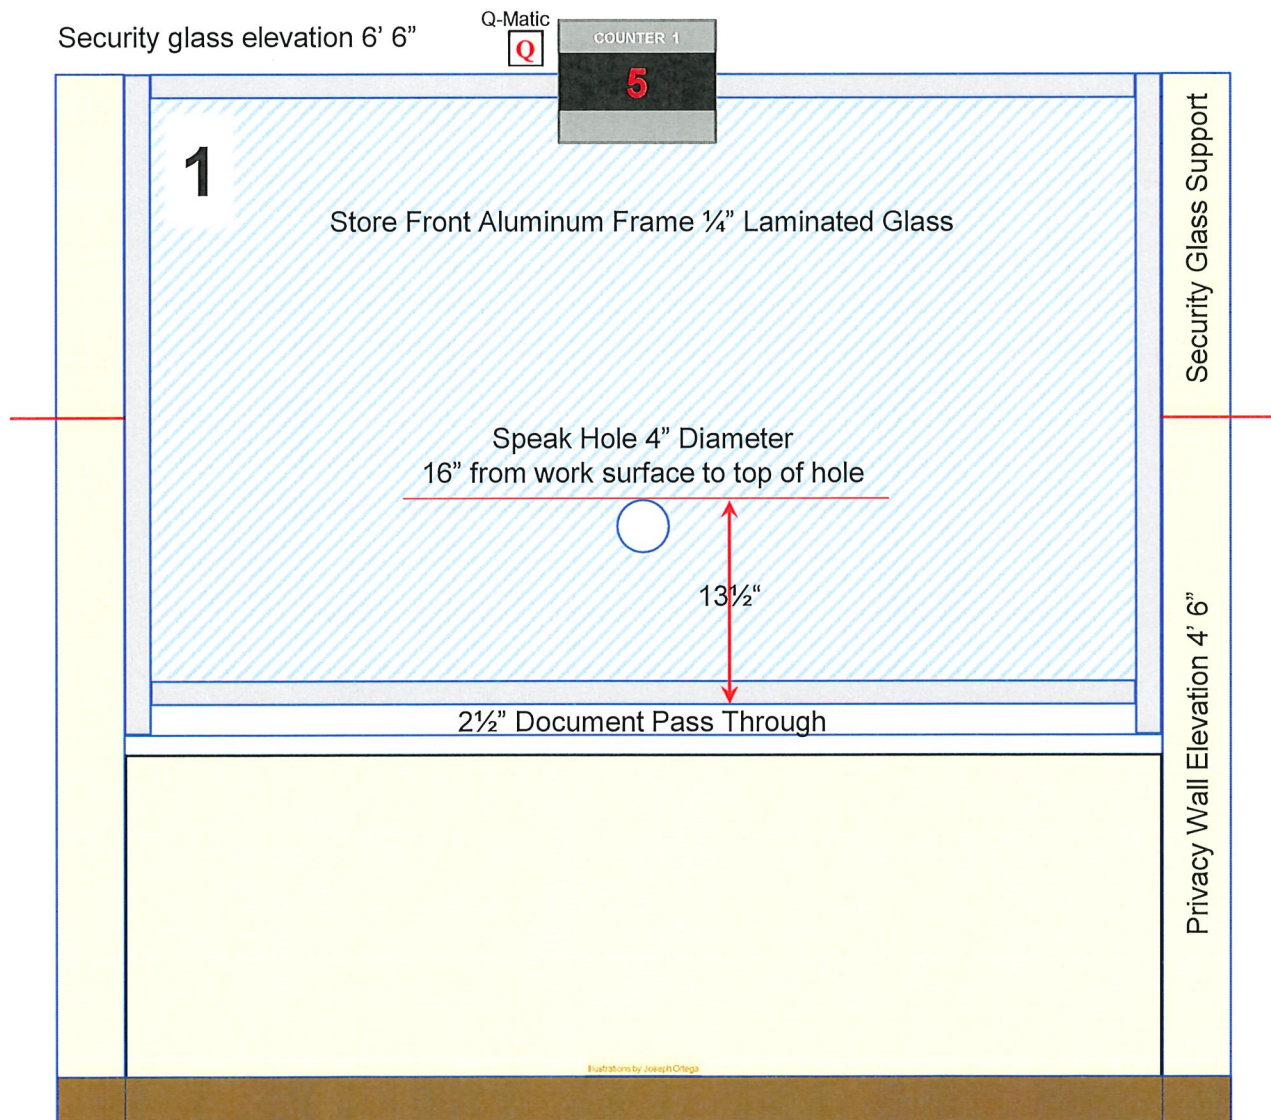 Security glass elevation 6’ 6”
Q-Matic
Q
COUNTER 1
5
1
Store Front Aluminum Frame ¼” Laminated Glass
Security Glass Support
Speak Hole 4” Diameter
16” from work surface to top of hole
13½“
2½” Document Pass Through
Privacy Wall Elevation 4’ 6”
Illustrations by Joseph Ortega